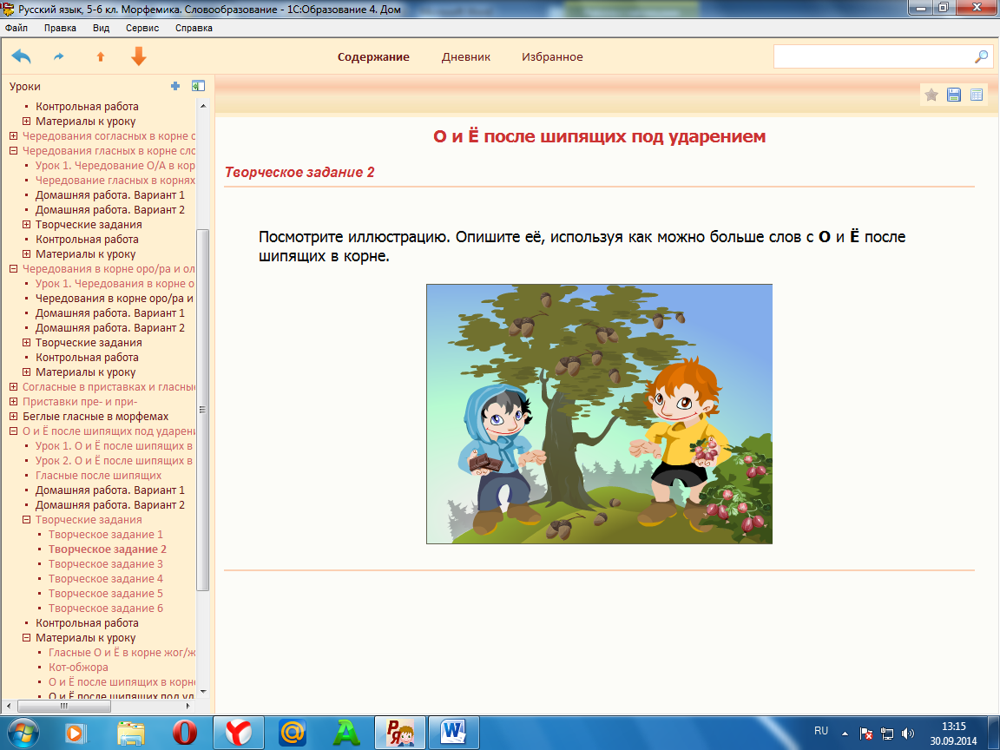 Русский язык, 5-6 кл. Морфемика. Словообразование - 1С:Образование 4. Дом
Файл Правка Вид Сервис Справка
Содержание Дневник Избранное
Уроки
Контрольная работа
Материалы к уроку
Чередования согласных в корне с
Чередования гласных в корне сло
Урок 1. Чередование О/А в кор
Чередование гласных в корнях
Домашняя работа. Вариант 1
Домашняя работа. Вариант 2
Творческие задания
Контрольная работа
Материалы к уроку
Чередования в корне оро/ра и ол
Урок 1. Чередования в корне о
Чередования в корне оро/ра и
Домашняя работа. Вариант 1
Домашняя работа. Вариант 2
Творческие задания
Контрольная работа
Материалы к уроку
Согласные в приставках и гласные
Приставки пре- и при-
Беглые гласные в морфемах
О и Ё после шипящих под ударени
Урок 1. О и Ё после шипящих в
Урок 2. О и Ё после шипящих в
Гласные после шипящих
Домашняя работа. Вариант 1
Домашняя работа. Вариант 2
Творческие задания
Творческое задание 1
Творческое задание 2
Творческое задание 3
Творческое задание 4
Творческое задание 5
Творческое задание 6
Контрольная работа
Материалы к уроку
Гласные О и Ё в корне жог/ж
Кот-обжора
О и Ё после шипящих в корне
О и Ё после шипящих под уд
О и Ё после шипящих под ударением
Творческое задание 2
Посмотрите иллюстрацию. Опишите её, используя как можно больше слов с О и Ё после
шипящих в корне.
RU
13:15
30.09.2014